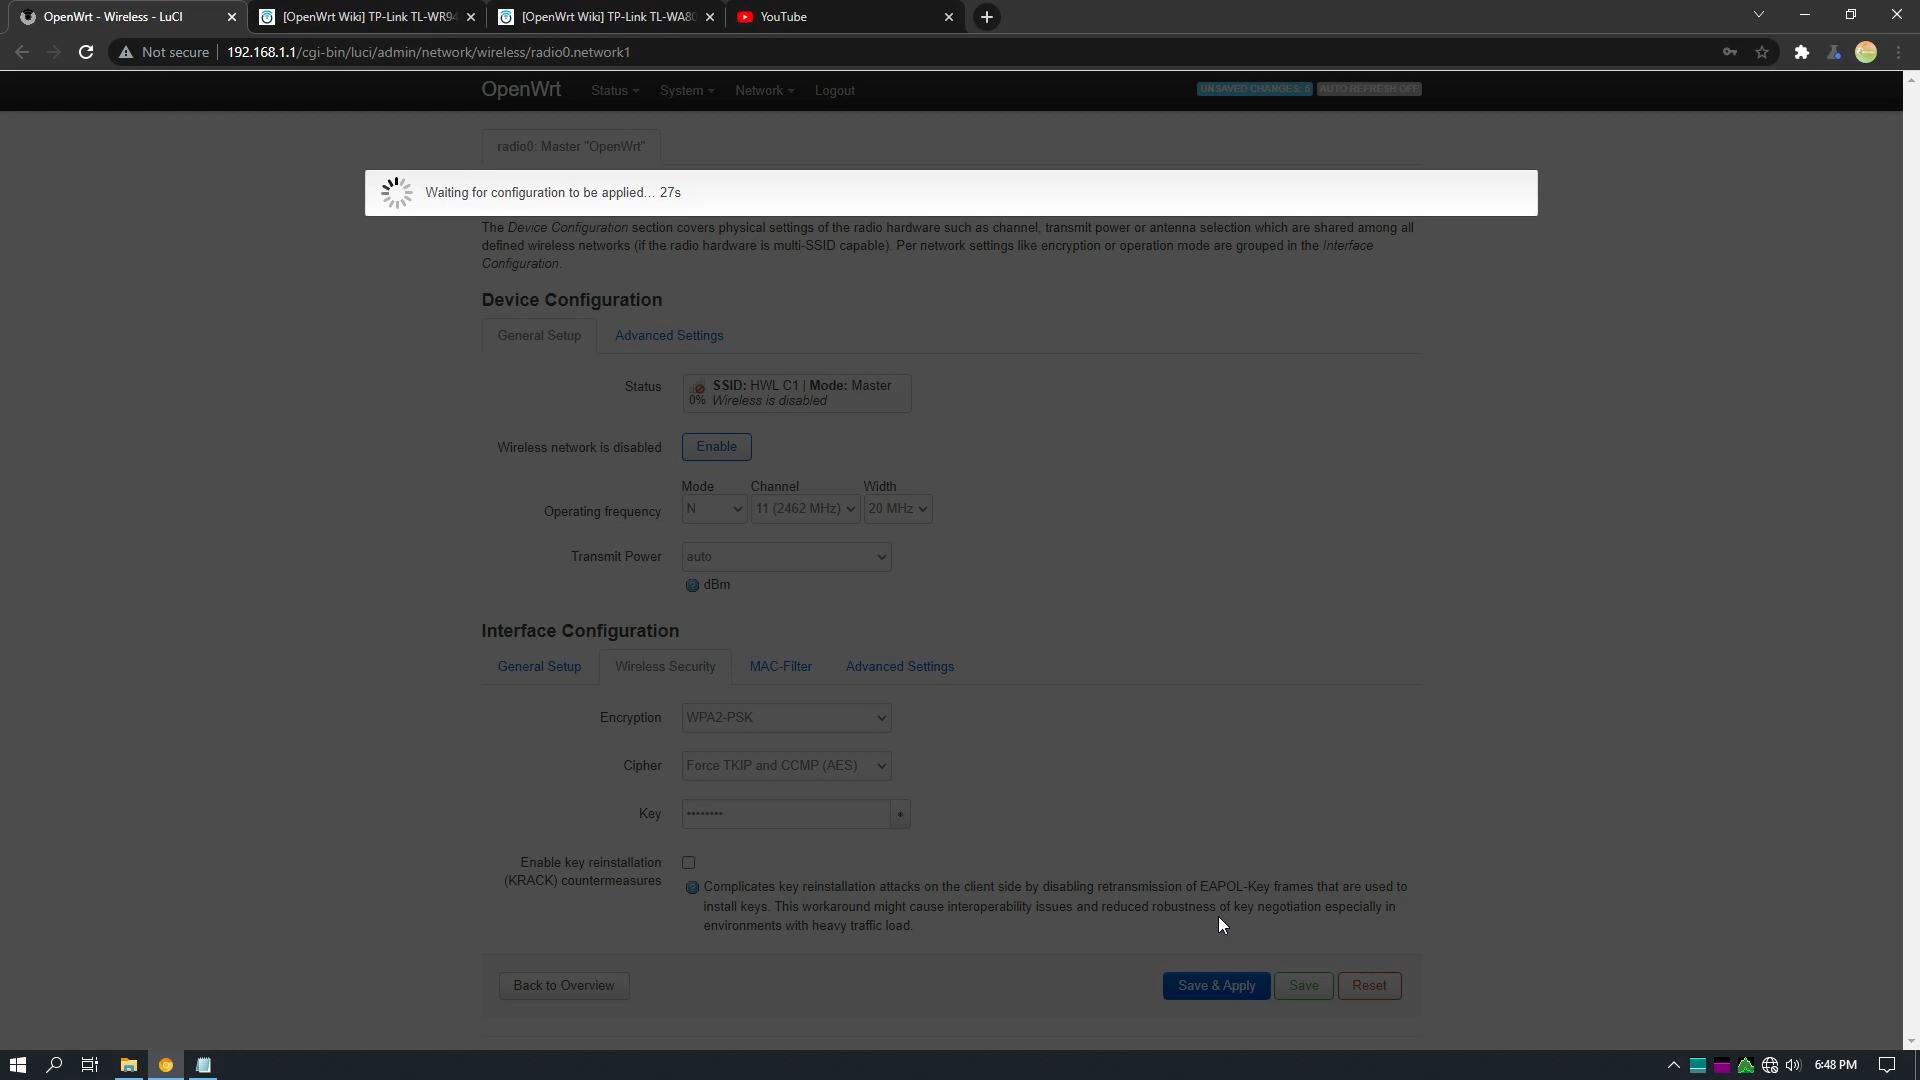 OpenWrt - Wireless - LuCI
[OpenWrt Wiki] TP-Link TL-WR94
[OpenWrt Wiki] TP-Link TL-WA80
YouTube
Not secure
192.168.1.1/cgi-bin/luci/admin/network/wireless/radio0.network1
OpenWrt
Status
System
Network
Logout
UNSAVED CHANGES: 6
AUTO REFRESH OFF
radio0: Master "OpenWrt"
Waiting for configuration to be applied… 27s
The Device Configuration section covers physical settings of the radio hardware such as channel, transmit power or antenna selection which are shared among all
defined wireless networks (if the radio hardware is multi-SSID capable). Per network settings like encryption or operation mode are grouped in the Interface
Configuration.
Device Configuration
General Setup
Advanced Settings
Status
SSID: HWL C1 | Mode: Master
0% Wireless is disabled
Wireless network is disabled
Enable
Mode
Channel
Width
Operating frequency
N
11 (2462 MHz)
20 MHz
Transmit Power
auto
dBm
Interface Configuration
General Setup
Wireless Security
MAC-Filter
Advanced Settings
Encryption
WPA2-PSK
Cipher
Force TKIP and CCMP (AES)
Key
••••••••
*
Enable key reinstallation
(KRACK) countermeasures
Complicates key reinstallation attacks on the client side by disabling retransmission of EAPOL-Key frames that are used to
install keys. This workaround might cause interoperability issues and reduced robustness of key negotiation especially in
environments with heavy traffic load.
Back to Overview
Save & Apply
Save
Reset
6:48 PM